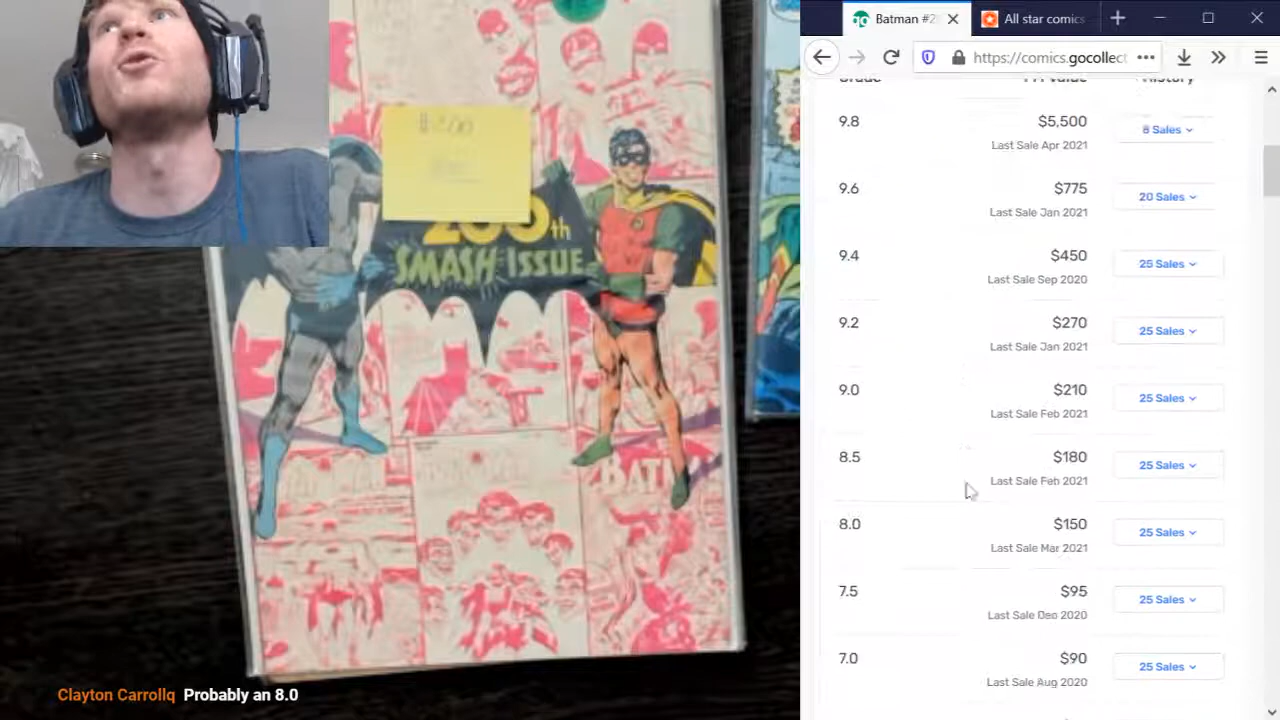 Batman #2
All star comics
https://comics.gocollect
Grade
FMValue
History
9.8
$5,500
8 Sales
Last Sale Apr 2021
9.6
$775
20 Sales
Last Sale Jan 2021
9.4
$450
25 Sales
Last Sale Sep 2020
9.2
$270
25 Sales
Last Sale Jan 2021
9.0
$210
25 Sales
Last Sale Feb 2021
8.5
$180
25 Sales
Last Sale Feb 2021
8.0
$150
25 Sales
Last Sale Mar 2021
7.5
$95
25 Sales
Last Sale Dec 2020
7.0
$90
25 Sales
Last Sale Aug 2020
200th
SMASH ISSUE
Clayton Carrollq Probably an 8.0